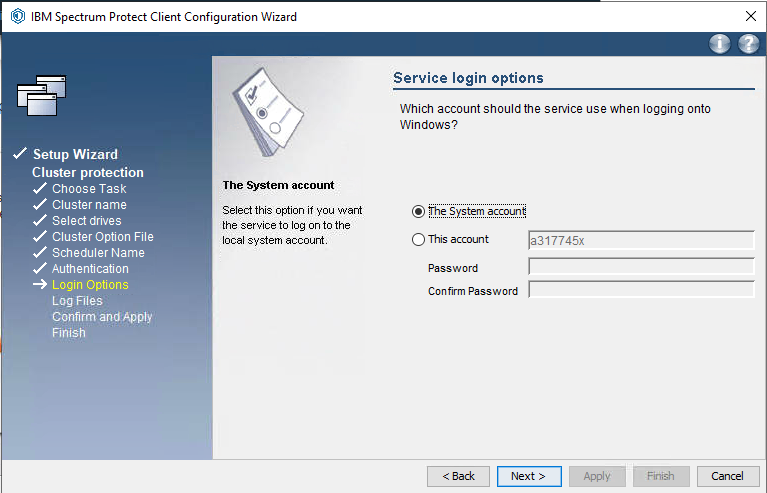 IBM Spectrum Protect Client Configuration Wizard
Setup Wizard
Cluster protection
Choose Task
Cluster name
Select drives
Cluster Option File
Scheduler Name
Authentication
Login Options
Log Files
Confirm and Apply
Finish
The System account
Select this option if you want
the service to log on to the
local system account.
Service login options
Which account should the service use when logging onto
Windows?
The System account
This account a317745x
Password
Confirm Password
< Back Next > Apply Finish Cancel